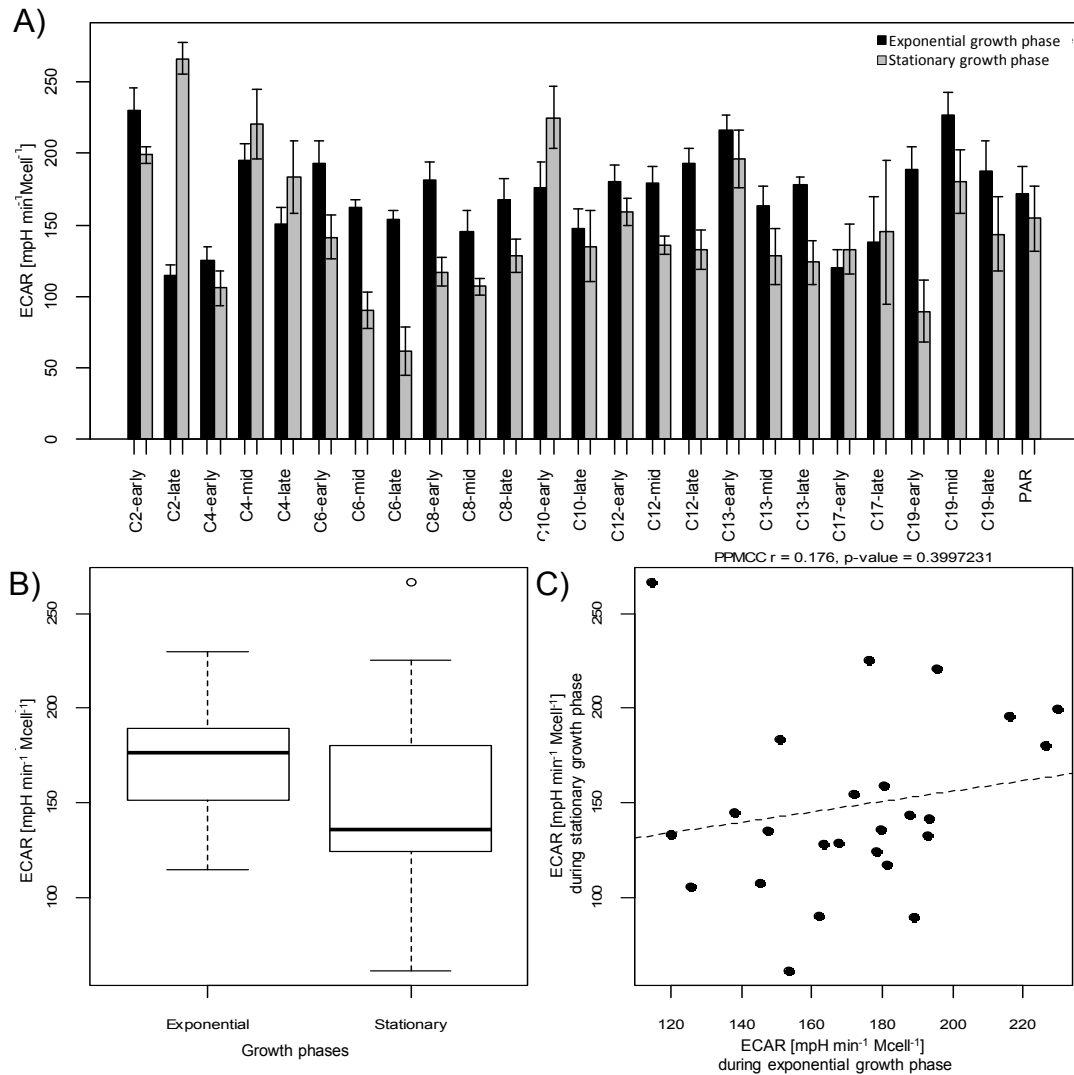 A)
Exponential growth phase
Stationary growth phase
ECAR [mpH min⁻¹Mcell⁻¹]
250
200
150
100
50
0
C2-early
C2-late
C4-early
C4-mid
C4-late
C6-early
C6-mid
C6-late
C8-early
C8-mid
C8-late
C10-early
C10-late
C12-early
C12-mid
C12-late
C13-early
C13-mid
C13-late
C17-early
C17-late
C19-early
C19-mid
C19-late
PAR
B)
ECAR [mpH min⁻¹ Mcell⁻¹]
250
200
150
100
Exponential
Stationary
Growth phases
C)
PPMCC r = 0.176, p-value = 0.3997231
ECAR [mpH min⁻¹ Mcell⁻¹]
during stationary growth phase
250
200
150
100
120
140
160
180
200
220
ECAR [mpH min⁻¹ Mcell⁻¹]
during exponential growth phase